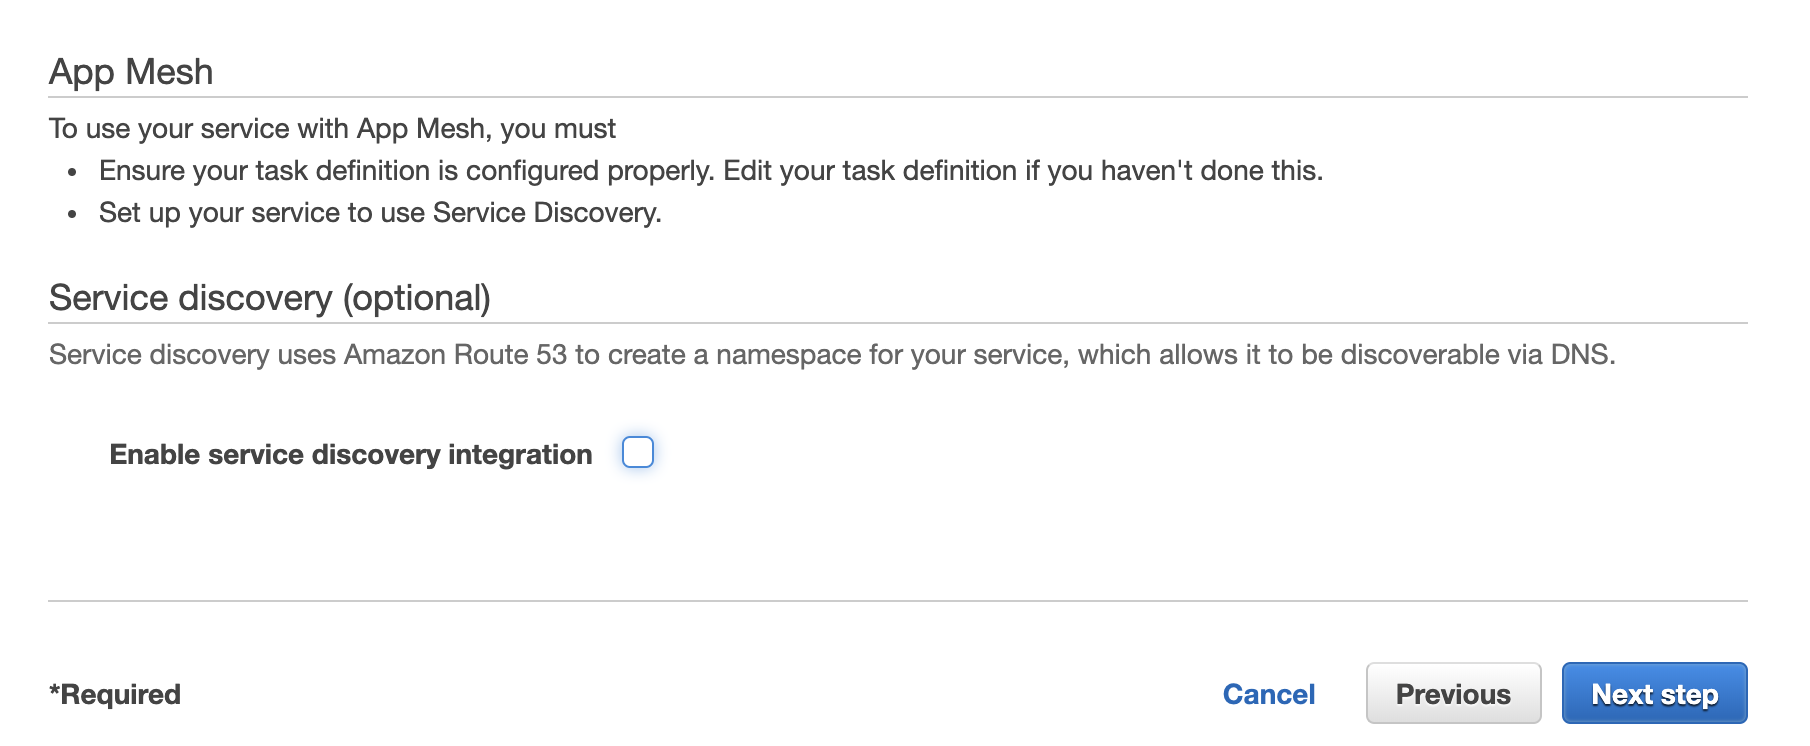 App Mesh
To use your service with App Mesh, you must
• Ensure your task definition is configured properly. Edit your task definition if you haven't done this.
• Set up your service to use Service Discovery.
Service discovery (optional)
Service discovery uses Amazon Route 53 to create a namespace for your service, which allows it to be discoverable via DNS.
Enable service discovery integration
*Required
Cancel
Previous
Next step